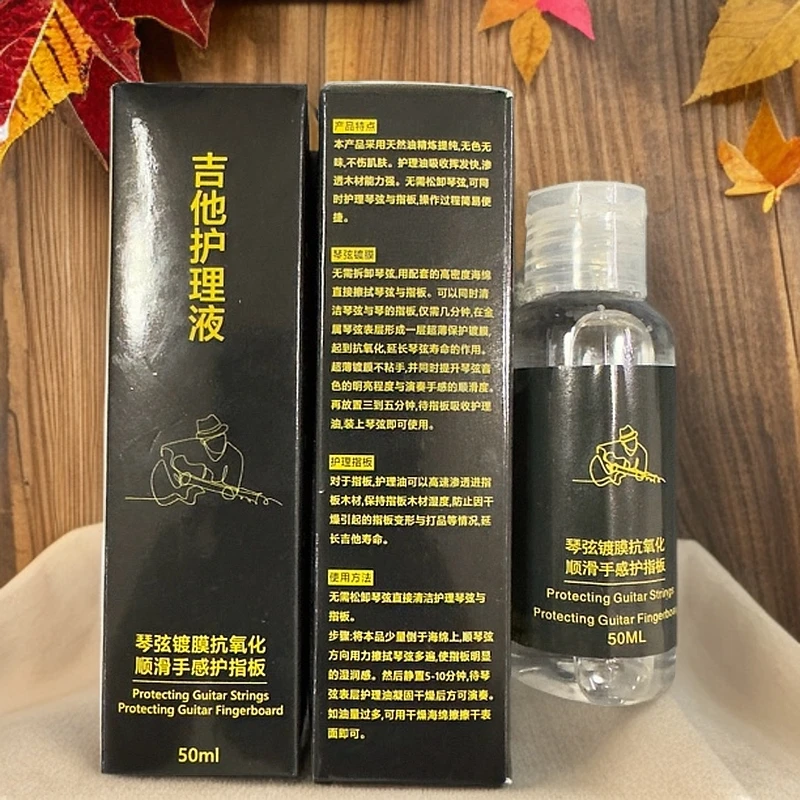 吉他护理液
琴弦镀膜抗氧化
顺滑手感护指板
Protecting Guitar Strings
Protecting Guitar Fingerboard
50ml
产品特点
本产品采用天然油精炼提纯,无色无
味,不伤肌肤。护理油吸收挥发快,渗
透木材能力强。无需松卸琴弦,可同
时护理琴弦与指板,操作过程简易便
捷。
琴弦镀膜
无需拆卸琴弦,用配套的高密度海绵
直接擦拭琴弦与指板。可以同时清
洁琴弦与琴的指板,仅需几分钟,在金
属琴弦表层形成一层超薄保护镀膜,
起到抗氧化,延长琴弦寿命的作用。
超薄镀膜不粘手,并同时提升琴弦音
色的明亮程度与演奏手感的顺滑度。
再放置三到五分钟,待指板吸收护理
油,装上琴弦即可使用。
护理指板
对于指板,护理油可以高速渗透进指
板木材,保持指板木材湿度,防止因干
燥引起的指板变形与打品等情况,延
长吉他寿命。
使用方法
无需松卸琴弦直接清洁护理琴弦与
指板。
步骤:将本品少量倒于海绵上,顺琴弦
方向用力擦拭琴弦多遍,使指板明显
的湿润感。然后静置5-10分钟,待琴
弦表层护理油凝固干燥后方可演奏。
如油量过多,可用干燥海绵擦擦干表
面即可。
琴弦镀膜抗氧化
顺滑手感护指板
Protecting Guitar Strings
Protecting Guitar Fingerboa
50ML